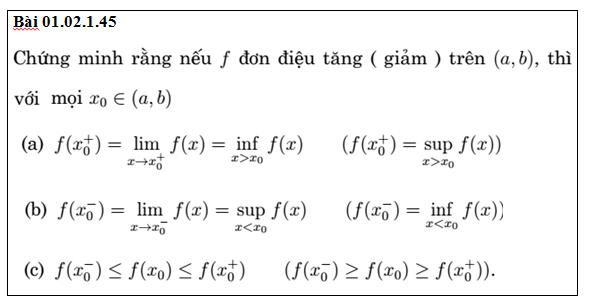 Bài 01.02.1.45
Chứng minh rằng nếu f đơn điệu tăng ( giảm ) trên (a, b), thì
với mọi x₀ ∈ (a, b)
(a) f(x₀⁺) = lim_{x→x₀⁺} f(x) = inf_{x>x₀} f(x) (f(x₀⁺) = sup_{x>x₀} f(x))
(b) f(x₀⁻) = lim_{x→x₀⁻} f(x) = sup_{x<x₀} f(x) (f(x₀⁻) = inf_{x<x₀} f(x))
(c) f(x₀⁻) ≤ f(x₀) ≤ f(x₀⁺) (f(x₀⁻) ≥ f(x₀) ≥ f(x₀⁺)).